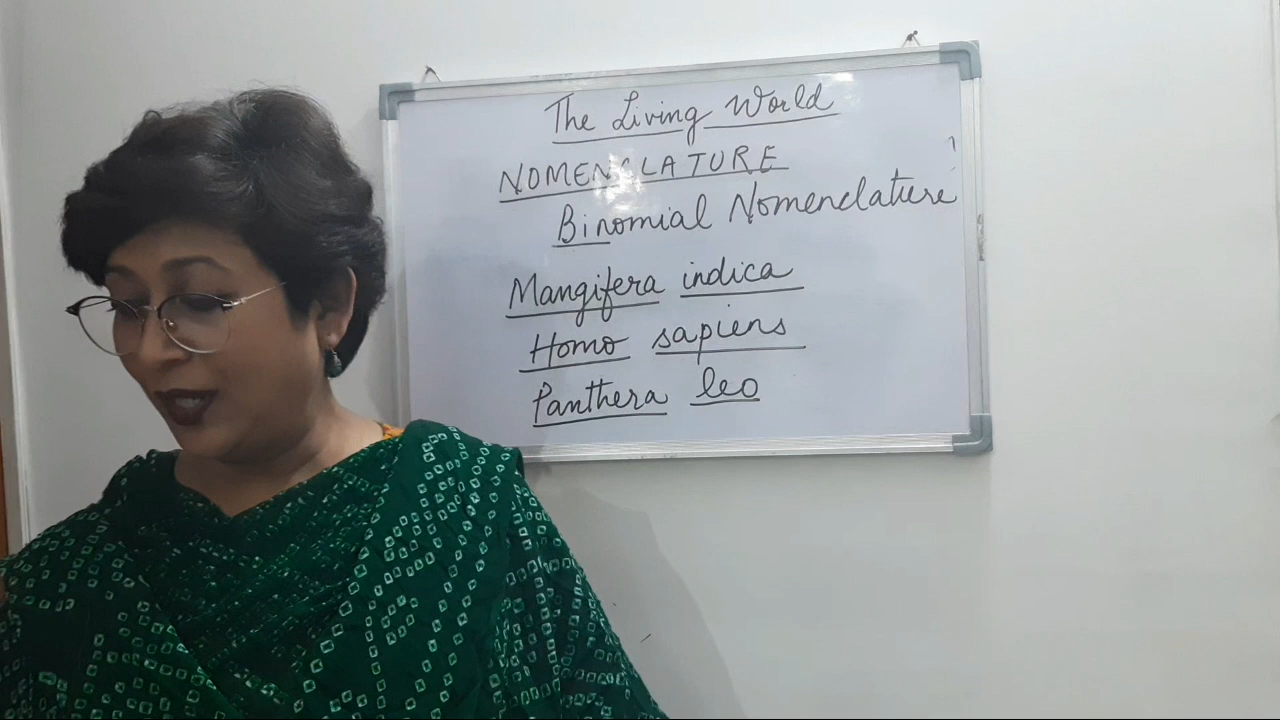 The Living World
NOMENCLATURE
Binomial Nomenclature
Mangifera indica
Homo sapiens
Panthera leo